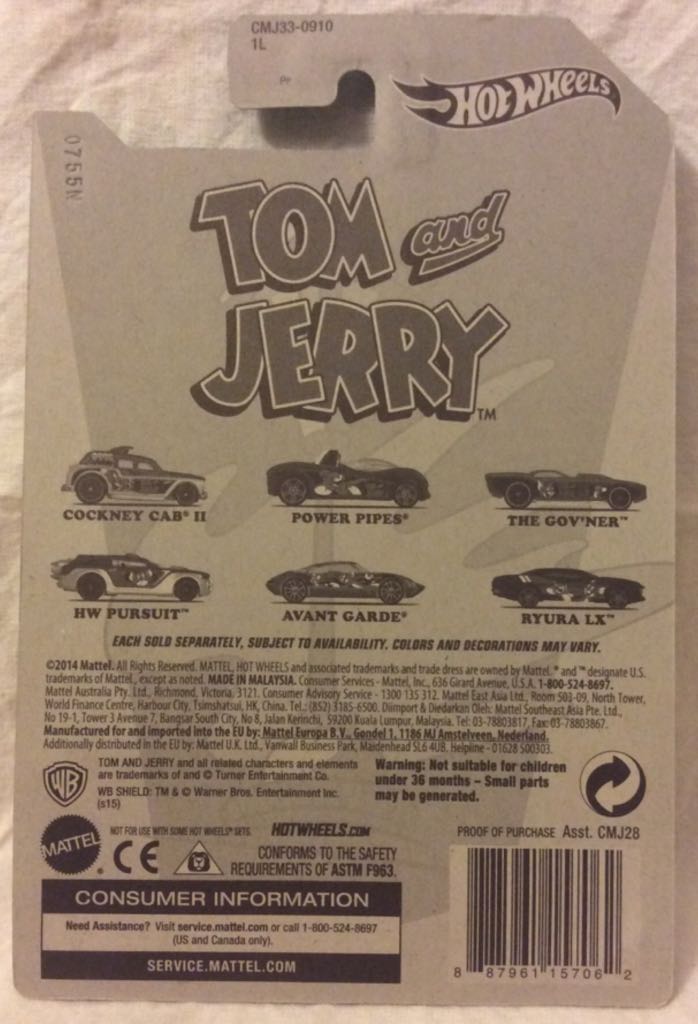 CMJ33-0910
1L
Pr
HOT WHEELS
0755N
TOM and
JERRY™
COCKNEY CAB® II
POWER PIPES®
THE GOV'NER™
HW PURSUIT™
AVANT GARDE®
RYURA LX™
EACH SOLD SEPARATELY, SUBJECT TO AVAILABILITY. COLORS AND DECORATIONS MAY VARY.
©2014 Mattel. All Rights Reserved. MATTEL, HOT WHEELS and associated trademarks and trade dress are owned by Mattel. ® and ™ designate U.S.
trademarks of Mattel, except as noted. MADE IN MALAYSIA. Consumer Services - Mattel, Inc., 636 Girard Avenue, U.S.A. 1-800-524-8697.
Mattel Australia Pty. Ltd., Richmond, Victoria. 3121. Consumer Advisory Service - 1300 135 312. Mattel East Asia Ltd., Room 503-09, North Tower,
World Finance Centre, Harbour City, Tsimshatsui, HK, China. Tel.: (852) 3185-6500. Diimport & Diedarkan Oleh: Mattel Southeast Asia Pte. Ltd.,
No 19-1, Tower 3 Avenue 7, Bangsar South City, No 8, Jalan Kerinchi, 59200 Kuala Lumpur, Malaysia. Tel: 03-78803817, Fax: 03-78803867.
Manufactured for and imported into the EU by: Mattel Europa B.V., Gondel 1, 1186 MJ Amstelveen, Nederland.
Additionally distributed in the EU by: Mattel U.K. Ltd., Vanwall Business Park, Maidenhead SL6 4UB. Helpline - 01628 500303.
WB
TOM AND JERRY and all related characters and elements
are trademarks of and © Turner Entertainment Co.
WB SHIELD: TM & © Warner Bros. Entertainment Inc.
(s15)
Warning: Not suitable for children
under 36 months – Small parts
may be generated.
MATTEL
NOT FOR USE WITH SOME HOT WHEELS® SETS.
HOTWHEELS.COM
CE
CONFORMS TO THE SAFETY
REQUIREMENTS OF ASTM F963.
PROOF OF PURCHASE Asst. CMJ28
CONSUMER INFORMATION
Need Assistance? Visit service.mattel.com or call 1-800-524-8697
(US and Canada only).
SERVICE.MATTEL.COM
8 87961 15706 2